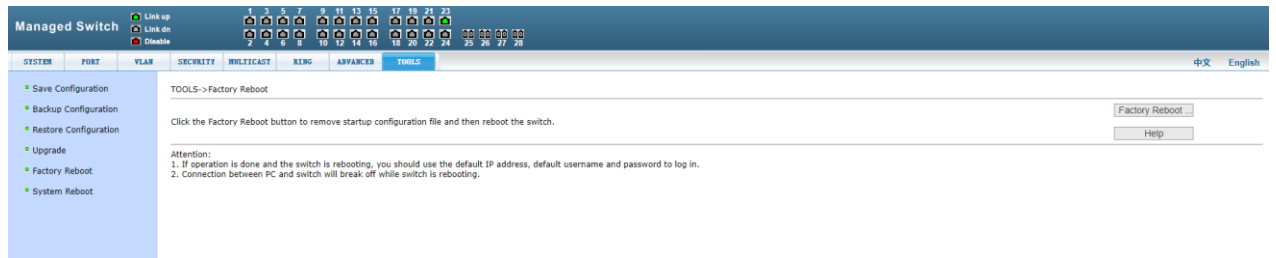 Managed Switch
Link up
Link dn
Disable
1 3 5 7 9 11 13 15 17 19 21 23
2 4 6 8 10 12 14 16 18 20 22 24 25 26 27 28
SYSTEM PORT VLAN SECURITY MULTICAST RING ADVANCED TOOLS 中文 English
Save Configuration
Backup Configuration
Restore Configuration
Upgrade
Factory Reboot
System Reboot
TOOLS->Factory Reboot
Factory Reboot ...
Click the Factory Reboot button to remove startup configuration file and then reboot the switch.
Help
Attention:
1. If operation is done and the switch is rebooting, you should use the default IP address, default username and password to log in.
2. Connection between PC and switch will break off while switch is rebooting.